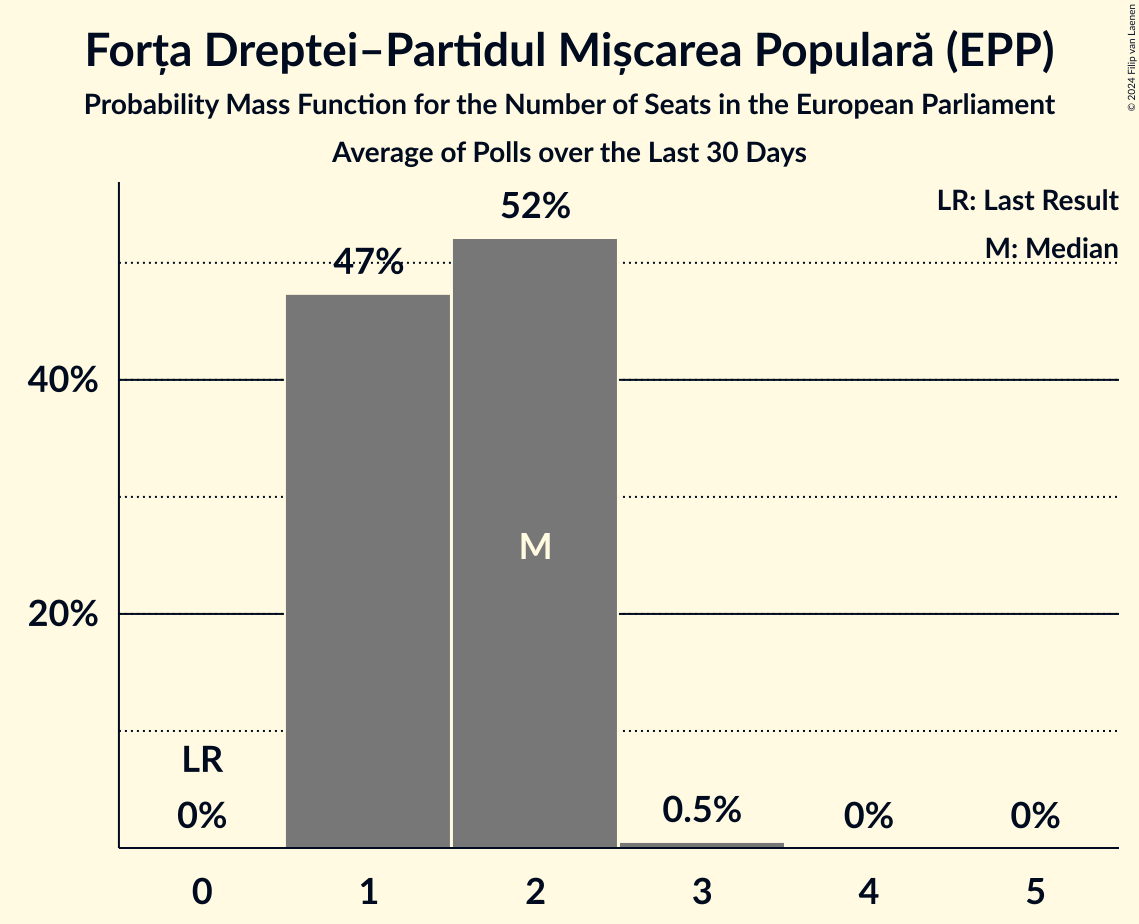 Forța Dreptei–Partidul Mișcarea Populară (EPP)
Probability Mass Function for the Number of Seats in the European Parliament
Average of Polls over the Last 30 Days
© 2024 Filip van Laenen
LR: Last Result
M: Median
52%
47%
40%
M
20%
LR
0%
0.5%
0%
0%
0 1 2 3 4 5